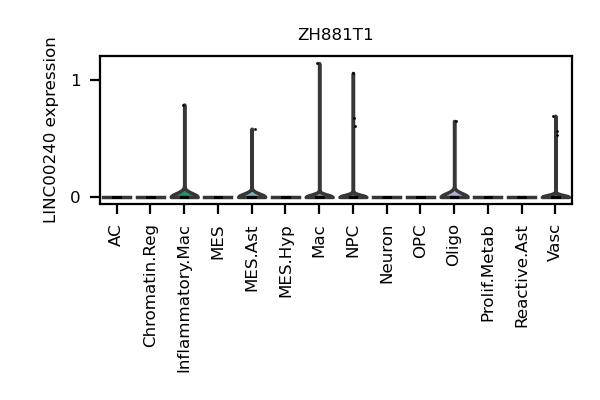 ZH881T1
LINC00240 expression
1
0
AC
Chromatin.Reg
Inflammatory.Mac
MES
MES.Ast
MES.Hyp
Mac
NPC
Neuron
OPC
Oligo
Prolif.Metab
Reactive.Ast
Vasc